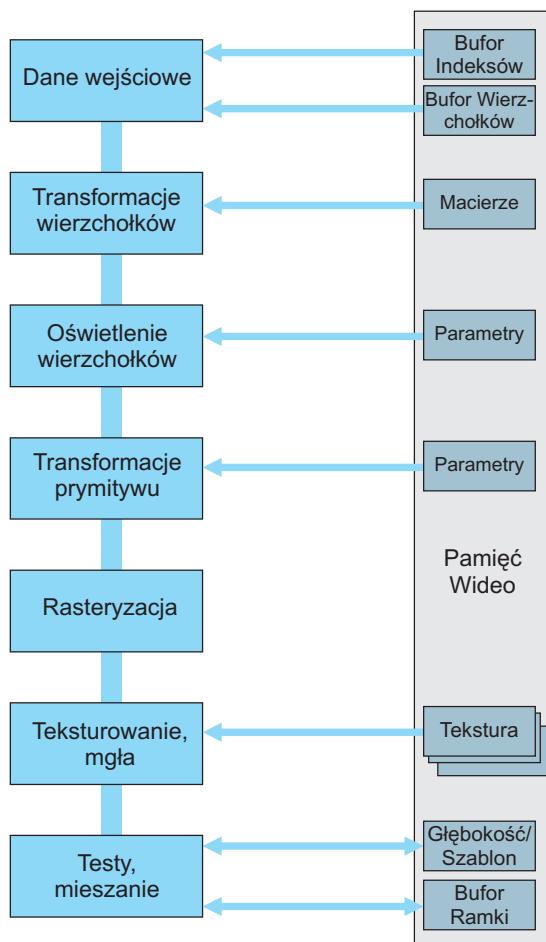 Dane wejściowe
Bufor
Indeksów
Bufor Wierz-
chołków
Transformacje
wierzchołków
Macierze
Oświetlenie
wierzchołków
Parametry
Transformacje
prymitywu
Parametry
Pamięć
Wideo
Rasteryzacja
Teksturowanie,
mgła
Tekstura
Testy,
mieszanie
Głębokość/
Szablon
Bufor
Ramki